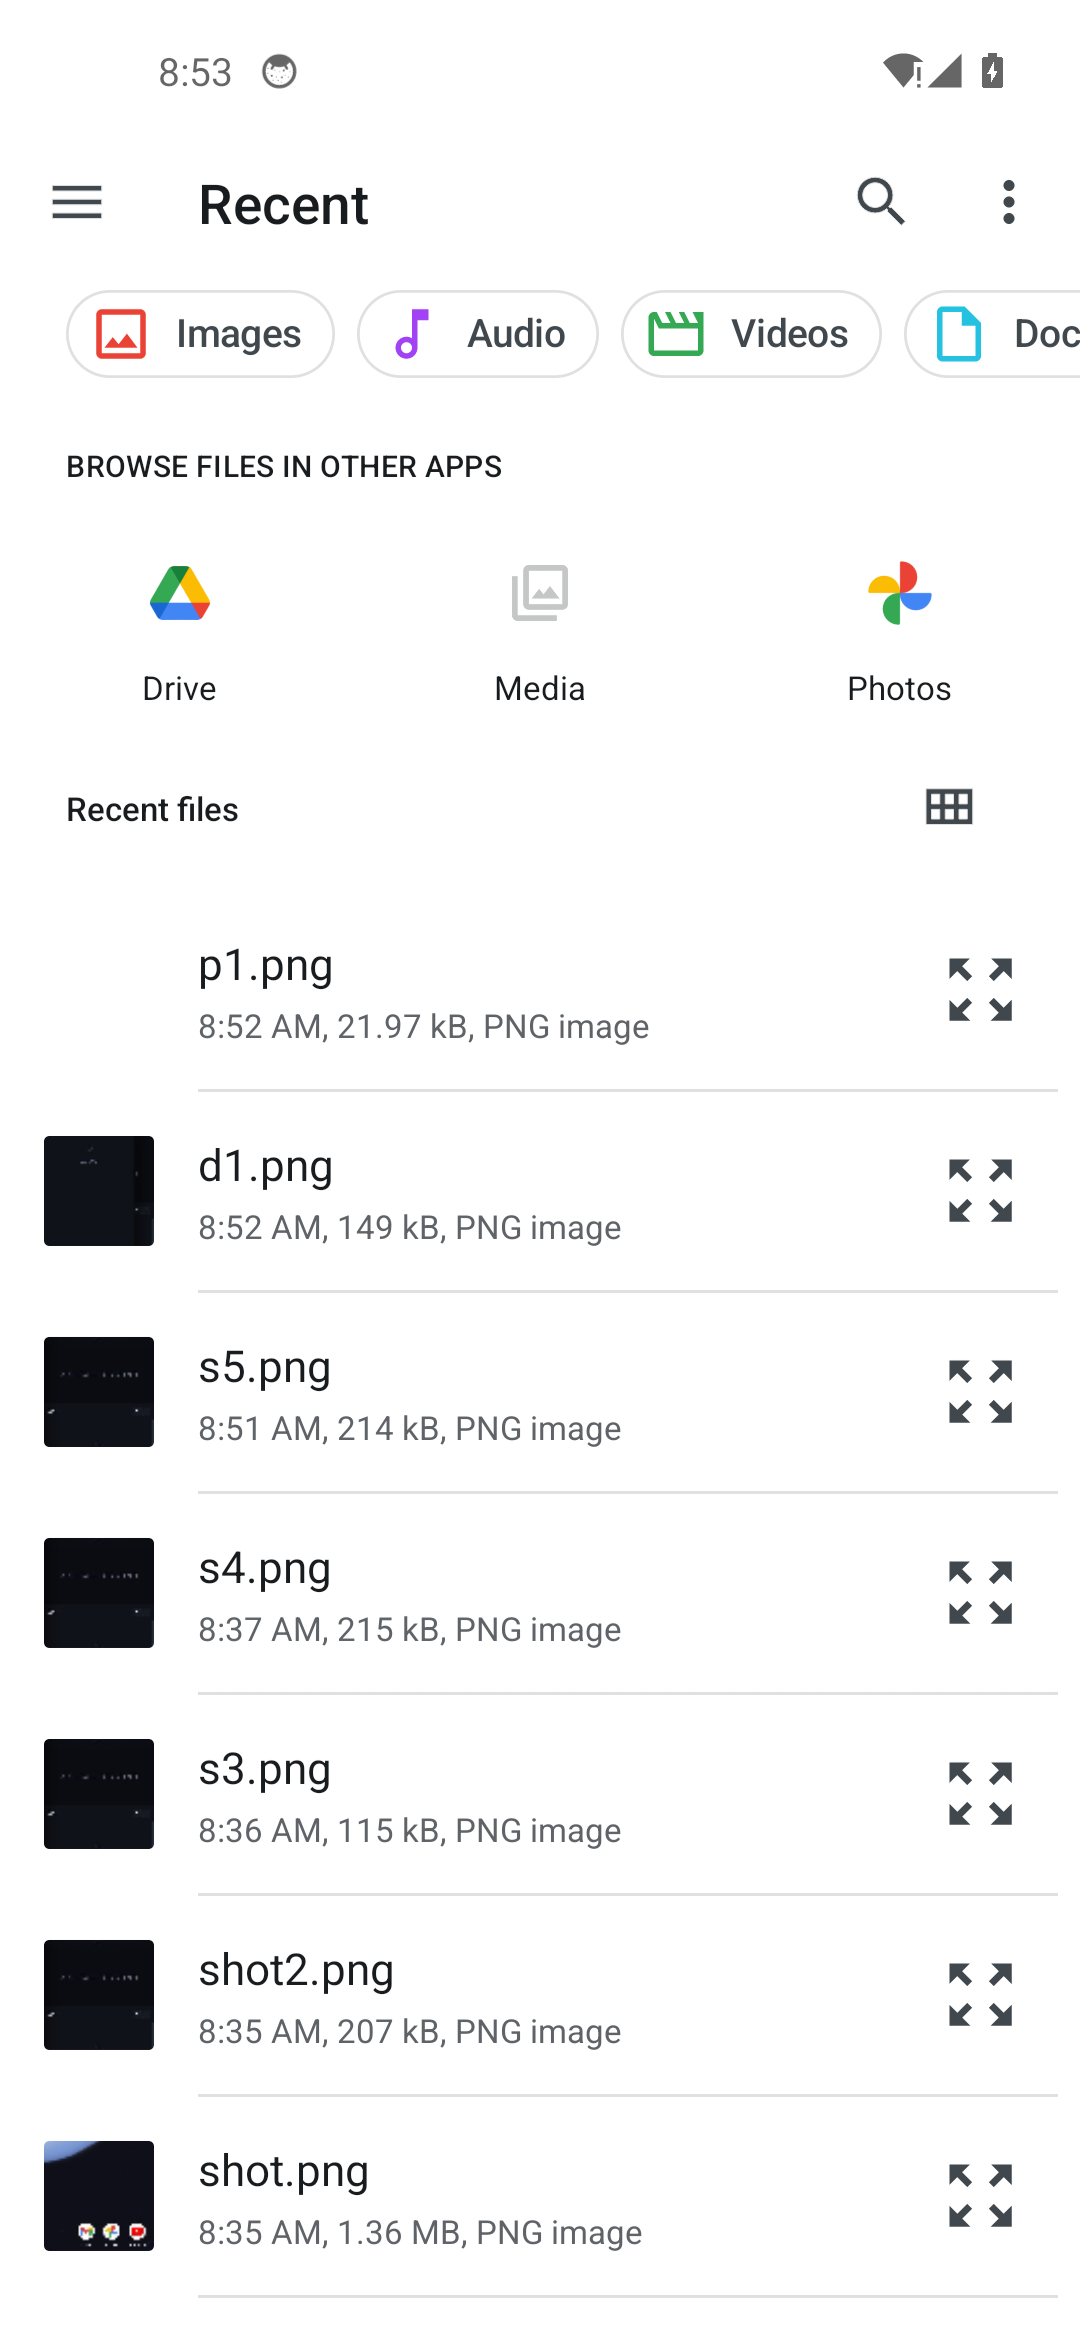 8:53
Recent
Images
Audio
Videos
Doc
BROWSE FILES IN OTHER APPS
Drive
Media
Photos
Recent files
p1.png
8:52 AM, 21.97 kB, PNG image
d1.png
8:52 AM, 149 kB, PNG image
s5.png
8:51 AM, 214 kB, PNG image
s4.png
8:37 AM, 215 kB, PNG image
s3.png
8:36 AM, 115 kB, PNG image
shot2.png
8:35 AM, 207 kB, PNG image
shot.png
8:35 AM, 1.36 MB, PNG image